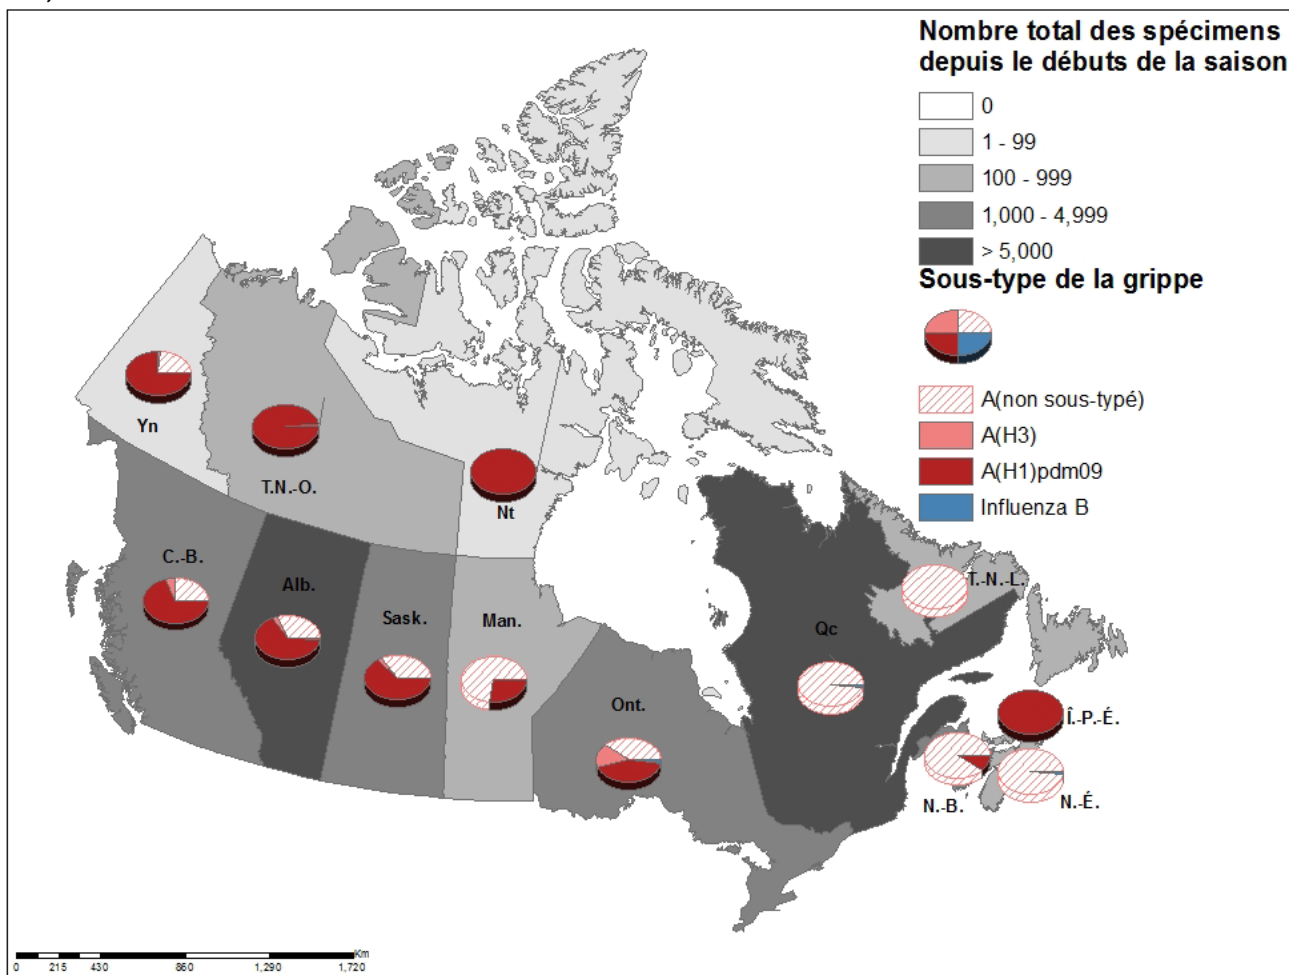 Nombre total des spécimens
depuis le débuts de la saison
0
1 - 99
100 - 999
1,000 - 4,999
> 5,000
Sous-type de la grippe
A(non sous-typé)
A(H3)
A(H1)pdm09
Influenza B
Yn
T.N.-O.
Nt
C.-B.
Alb.
Sask.
Man.
Ont.
Qc
T.-N.-L.
Î.-P.-É.
N.-B.
N.-É.
Km
0 215 430 860 1,290 1,720